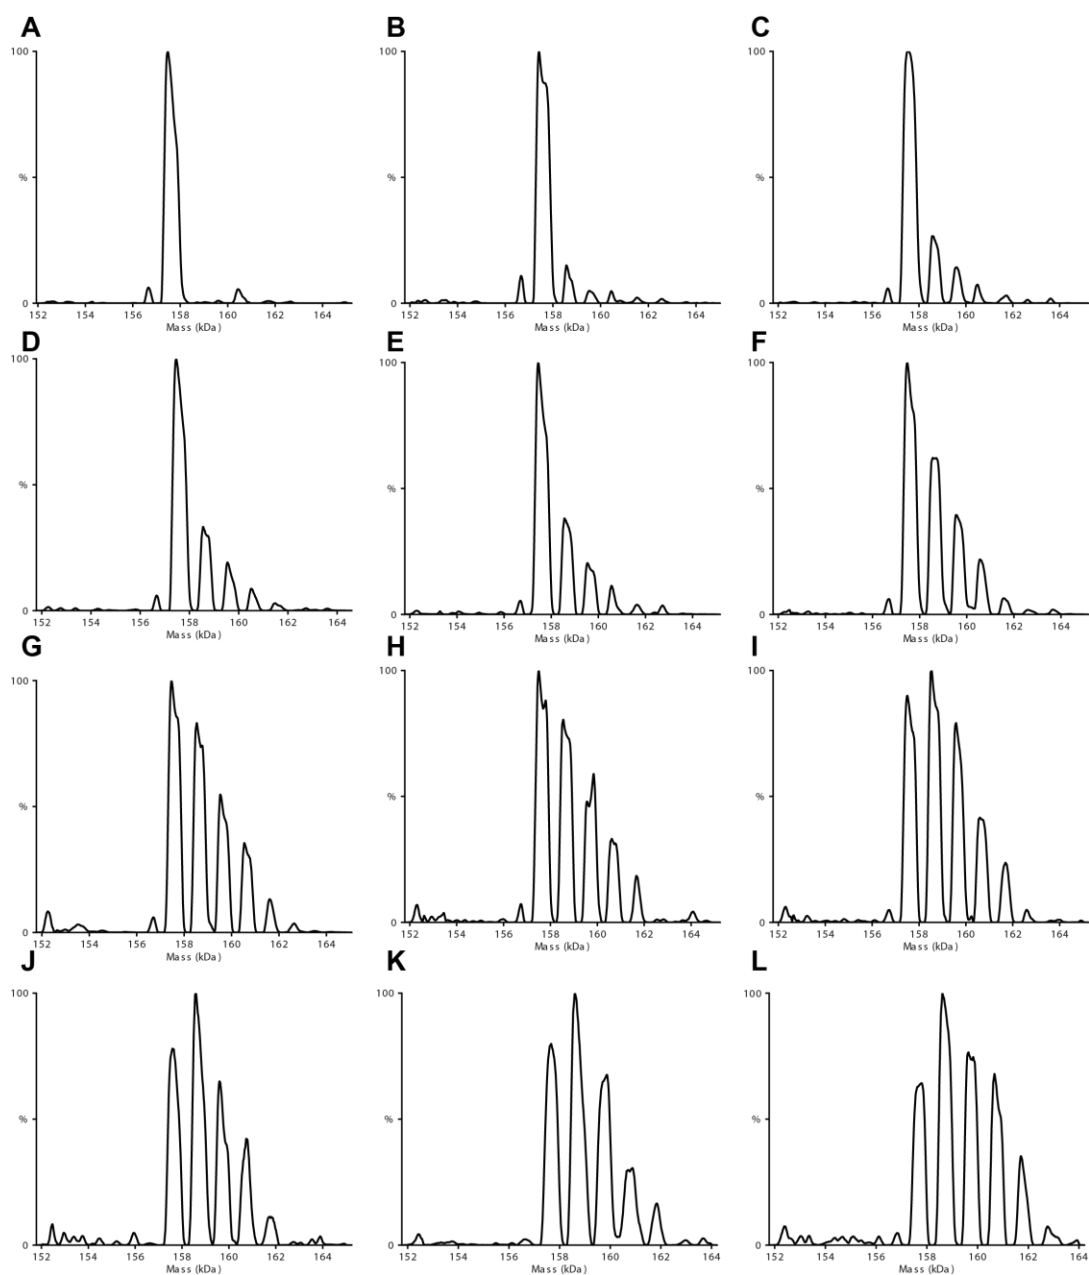 A B C
100 100 100
% % %
0 0 0
152 154 156 158 160 162 164 152 154 156 158 160 162 164 152 154 156 158 160 162 164
Mass (kDa) Mass (kDa) Mass (kDa)
D E F
100 100 100
% % %
0 0 0
152 154 156 158 160 162 164 152 154 156 158 160 162 164 152 154 156 158 160 162 164
Mass (kDa) Mass (kDa) Mass (kDa)
G H I
100 100 100
% % %
0 0 0
152 154 156 158 160 162 164 152 154 156 158 160 162 164 152 154 156 158 160 162 164
Mass (kDa) Mass (kDa) Mass (kDa)
J K L
100 100 100
% % %
0 0 0
152 154 156 158 160 162 164 152 154 156 158 160 162 164 152 154 156 158 160 162 164
Mass (kDa) Mass (kDa) Mass (kDa)